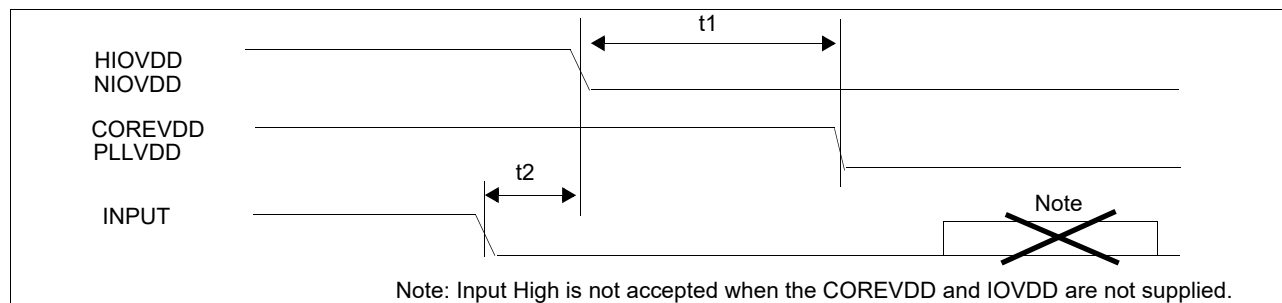 t1
HIOVDD
NIOVDD
COREVDD
PLLVDD
t2
INPUT
Note
Note: Input High is not accepted when the COREVDD and IOVDD are not supplied.